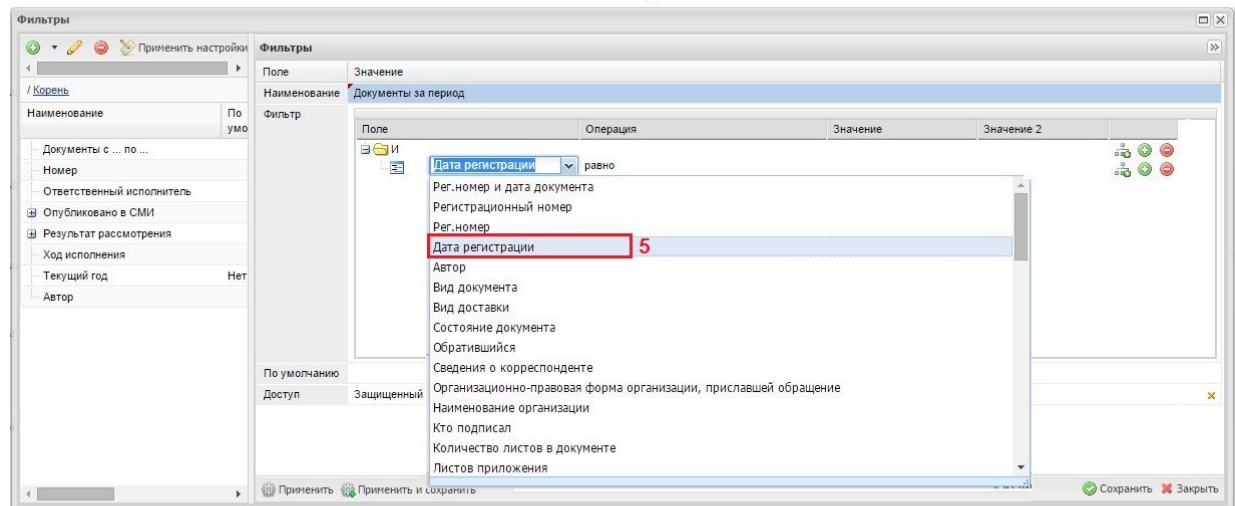 Фильтры
Применить настройки
Фильтры
Поле Значение
/ Корень
Наименование Документы за период
Наименование По умо
Фильтр
Поле Операция Значение Значение 2
Документы с ... по ...
И
Номер
Дата регистрации равно
Ответственный исполнитель
Рег.номер и дата документа
Опубликовано в СМИ
Регистрационный номер
Результат рассмотрения
Рег.номер
Ход исполнения
Дата регистрации 5
Текущий год Нет
Автор
Автор
Вид документа
Вид доставки
Состояние документа
Обратившийся
Сведения о корреспонденте
По умолчанию
Организационно-правовая форма организации, приславшей обращение
Доступ Защищенный
Наименование организации
Кто подписал
Количество листов в документе
Листов приложения
Применить Применить и сохранить
Сохранить Закрыть